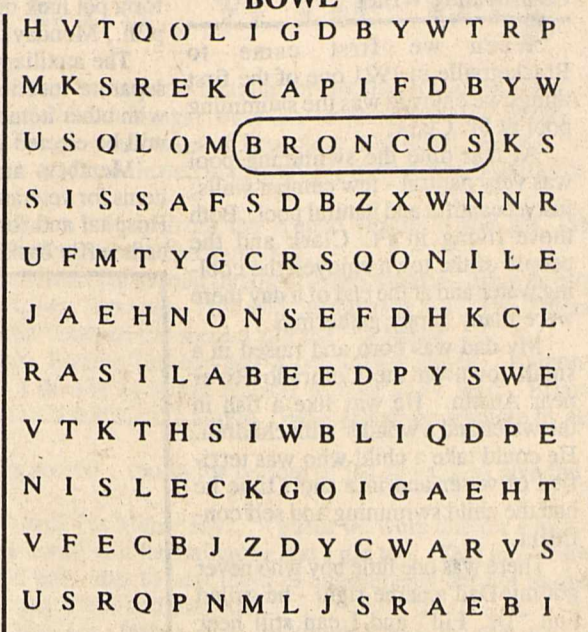 BOWL
H V T Q O L I G D B Y W T R P
M K S R E K C A P I F D B Y W
U S Q L O M B R O N C O S K S
S I S S A F S D B Z X W N N R
U F M T Y G C R S Q O N I L E
J A E H N O N S E F D H K C L
R A S I L A B E E D P Y S W E
V T K T H S I W B L I Q D P E
N I S L E C K G O I G A E H T
V F E C B J Z D Y C W A R V S
U S R Q P N M L J S R A E B I